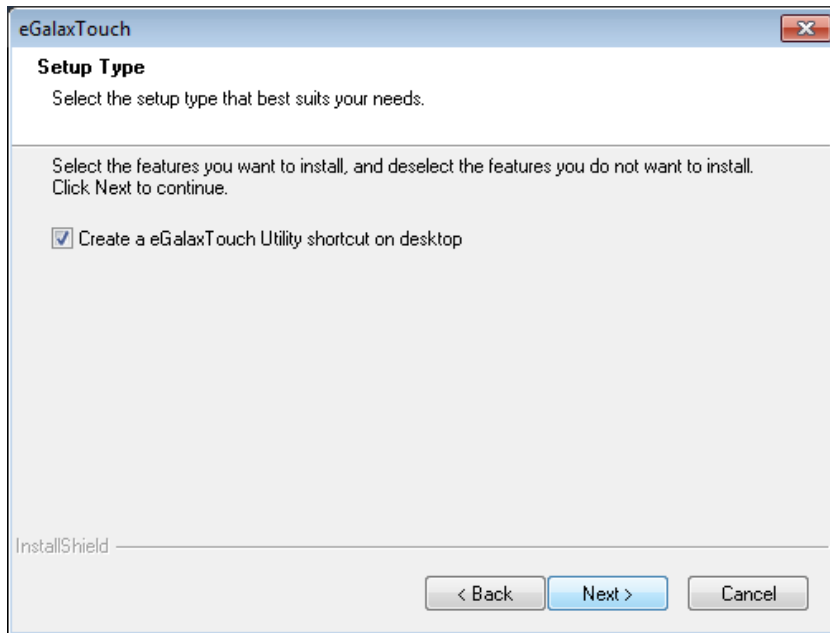 eGalaxTouch
Setup Type
Select the setup type that best suits your needs.
Select the features you want to install, and deselect the features you do not want to install.
Click Next to continue.
Create a eGalaxTouch Utility shortcut on desktop
InstallShield
< Back
Next >
Cancel